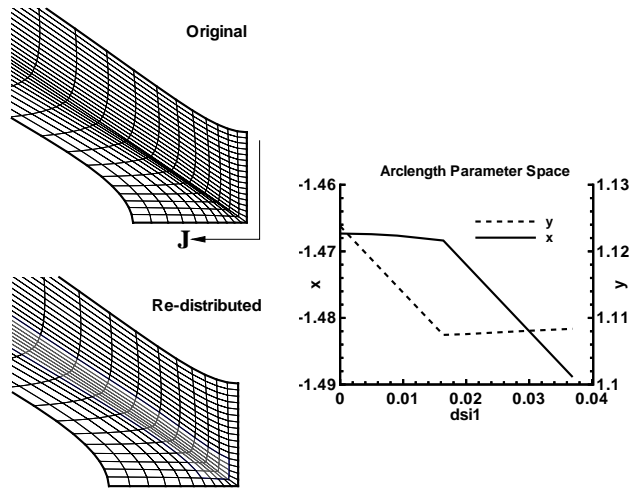 Original
J
Re-distributed
Arclength Parameter Space
-1.46
-1.47
-1.48
-1.49
x
1.13
1.12
1.11
1.1
y
y
x
0
0.01
0.02
0.03
0.04
dsi1